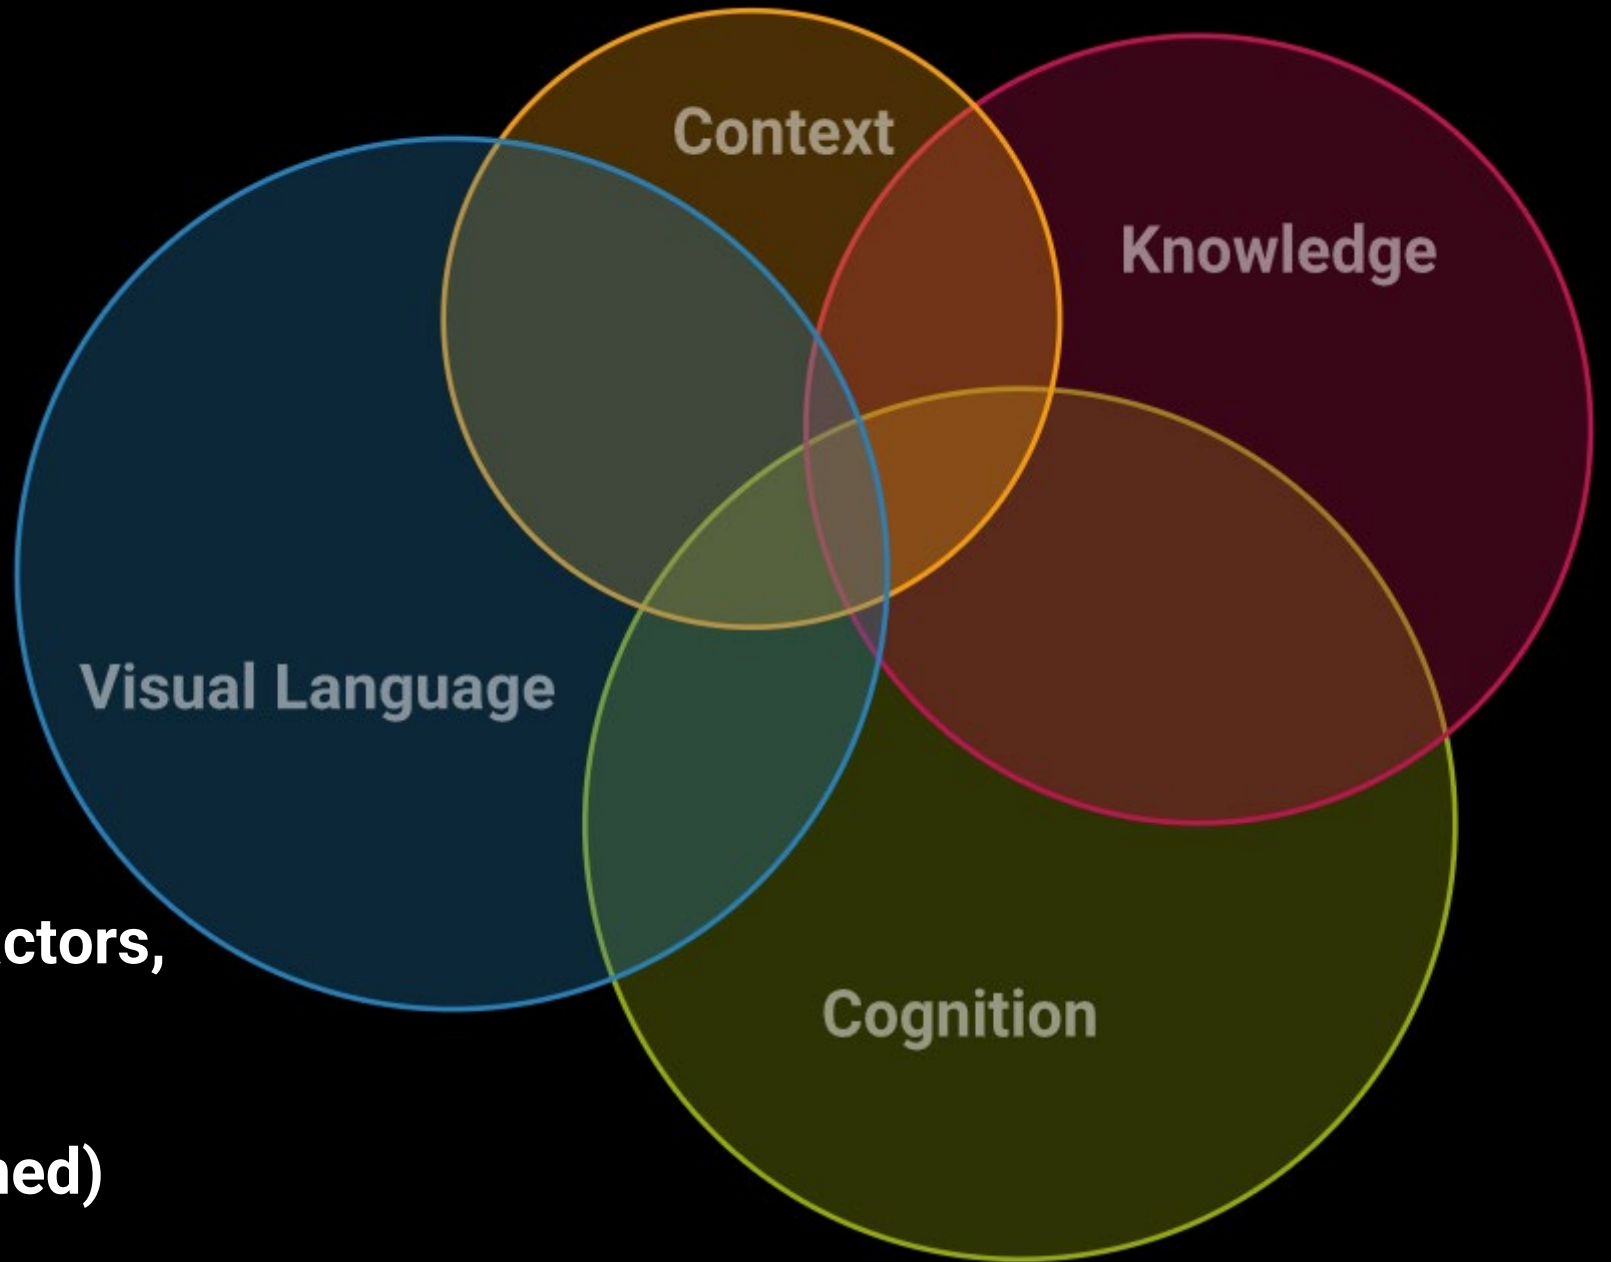 Context
Knowledge
Visual Language
ctors,
Cognition
ned)